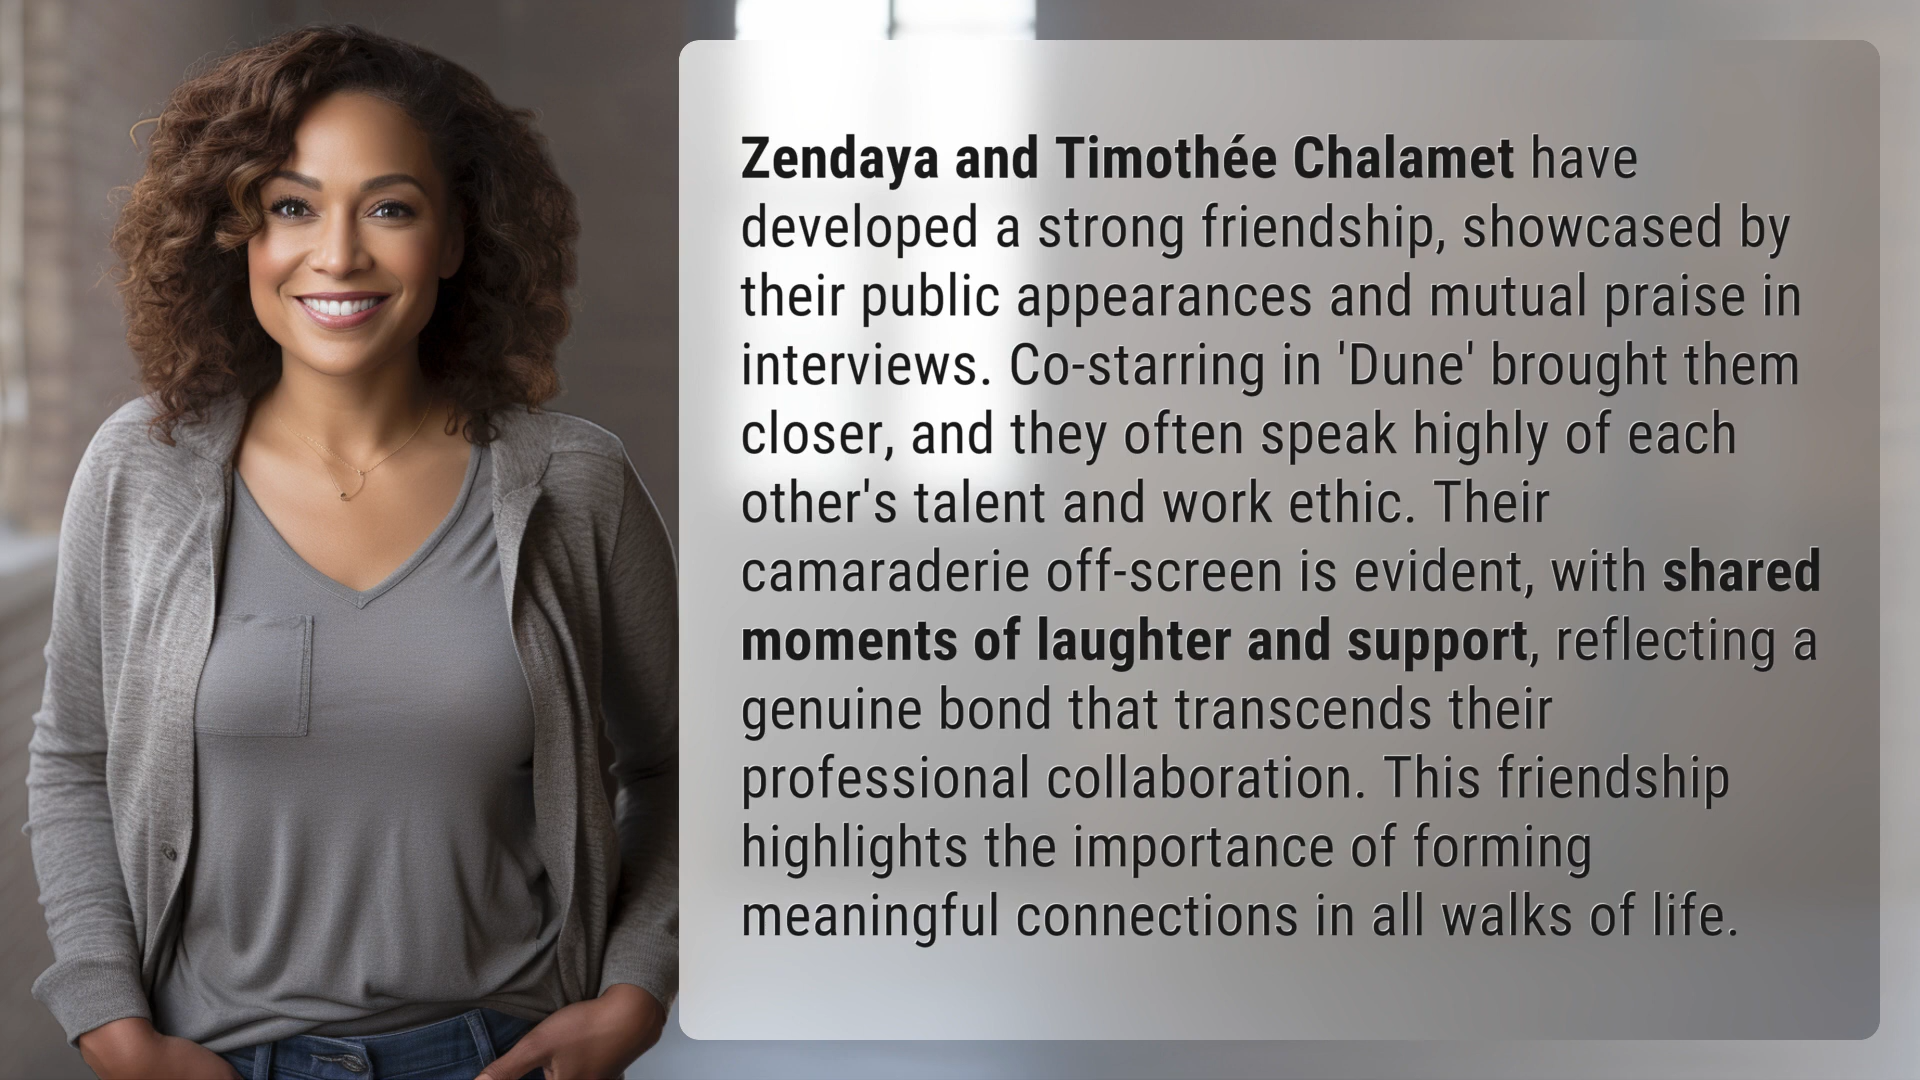 Zendaya and Timothée Chalamet have
developed a strong friendship, showcased by
their public appearances and mutual praise in
interviews. Co-starring in 'Dune' brought them
closer, and they often speak highly of each
other's talent and work ethic. Their
camaraderie off-screen is evident, with shared
moments of laughter and support, reflecting a
genuine bond that transcends their
professional collaboration. This friendship
highlights the importance of forming
meaningful connections in all walks of life.